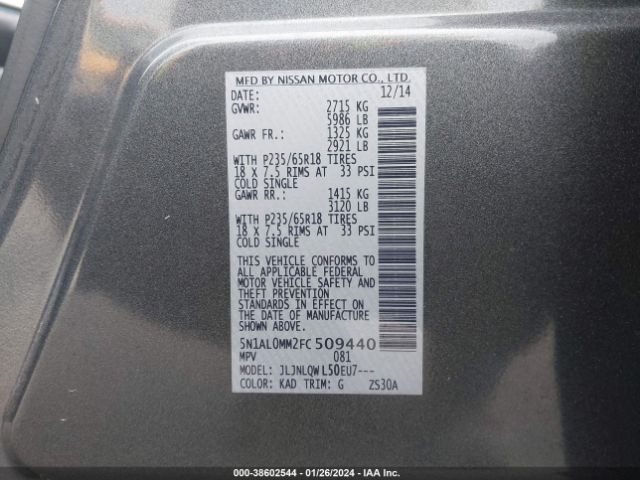 MFD BY NISSAN MOTOR CO., LTD.
DATE: 12/14
GVWR: 2715 KG
5986 LB
GAWR FR.: 1325 KG
2921 LB
WITH P235/65R18 TIRES
18 X 7.5 RIMS AT 33 PSI
COLD SINGLE
GAWR RR.: 1415 KG
3120 LB
WITH P235/65R18 TIRES
18 X 7.5 RIMS AT 33 PSI
COLD SINGLE
THIS VEHICLE CONFORMS TO
ALL APPLICABLE FEDERAL
MOTOR VEHICLE SAFETY AND
THEFT PREVENTION
STANDARDS IN EFFECT ON
THE DATE OF MANUFACTURE
SHOWN ABOVE.
5N1AL0MM2FC509440
MPV 081
MODEL: JLJNLQWL50EU7---
COLOR: KAD TRIM: G ZS30A
000-38602544 - 01/26/2024 - IAA Inc.